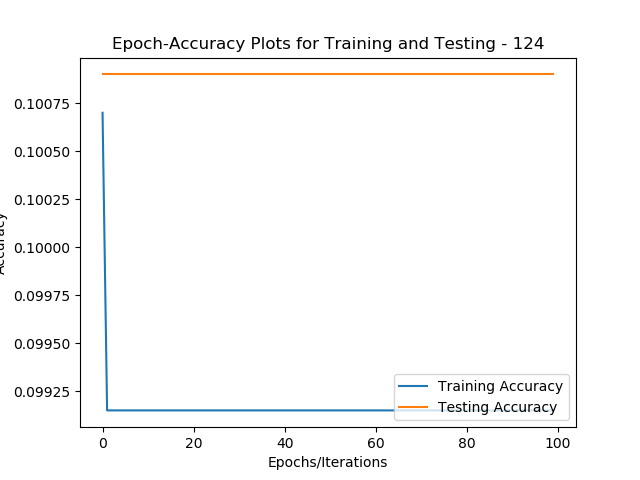 Epoch-Accuracy Plots for Training and Testing - 124
0.10075
0.10050
0.10025
0.10000
0.09975
0.09950
0.09925
Accuracy
Training Accuracy
Testing Accuracy
0 20 40 60 80 100
Epochs/Iterations